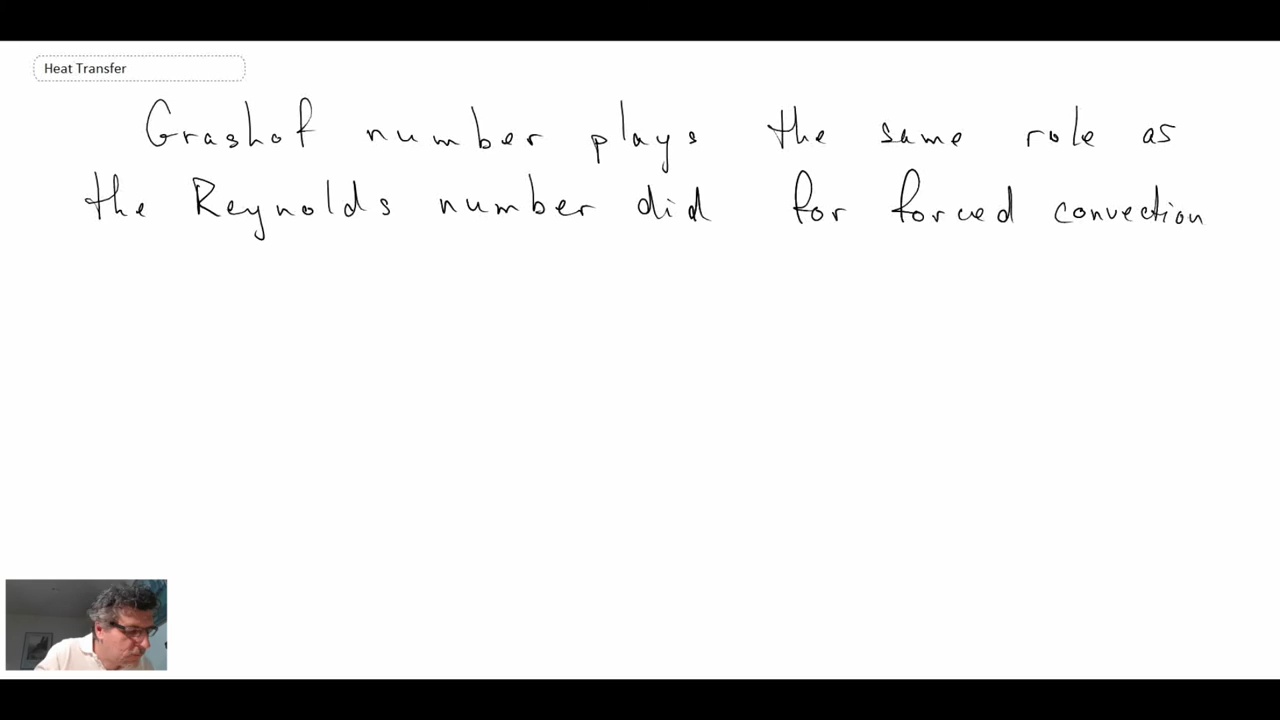 Heat Transfer
Grashof number plays the same role as
the Reynolds number did for forced convection